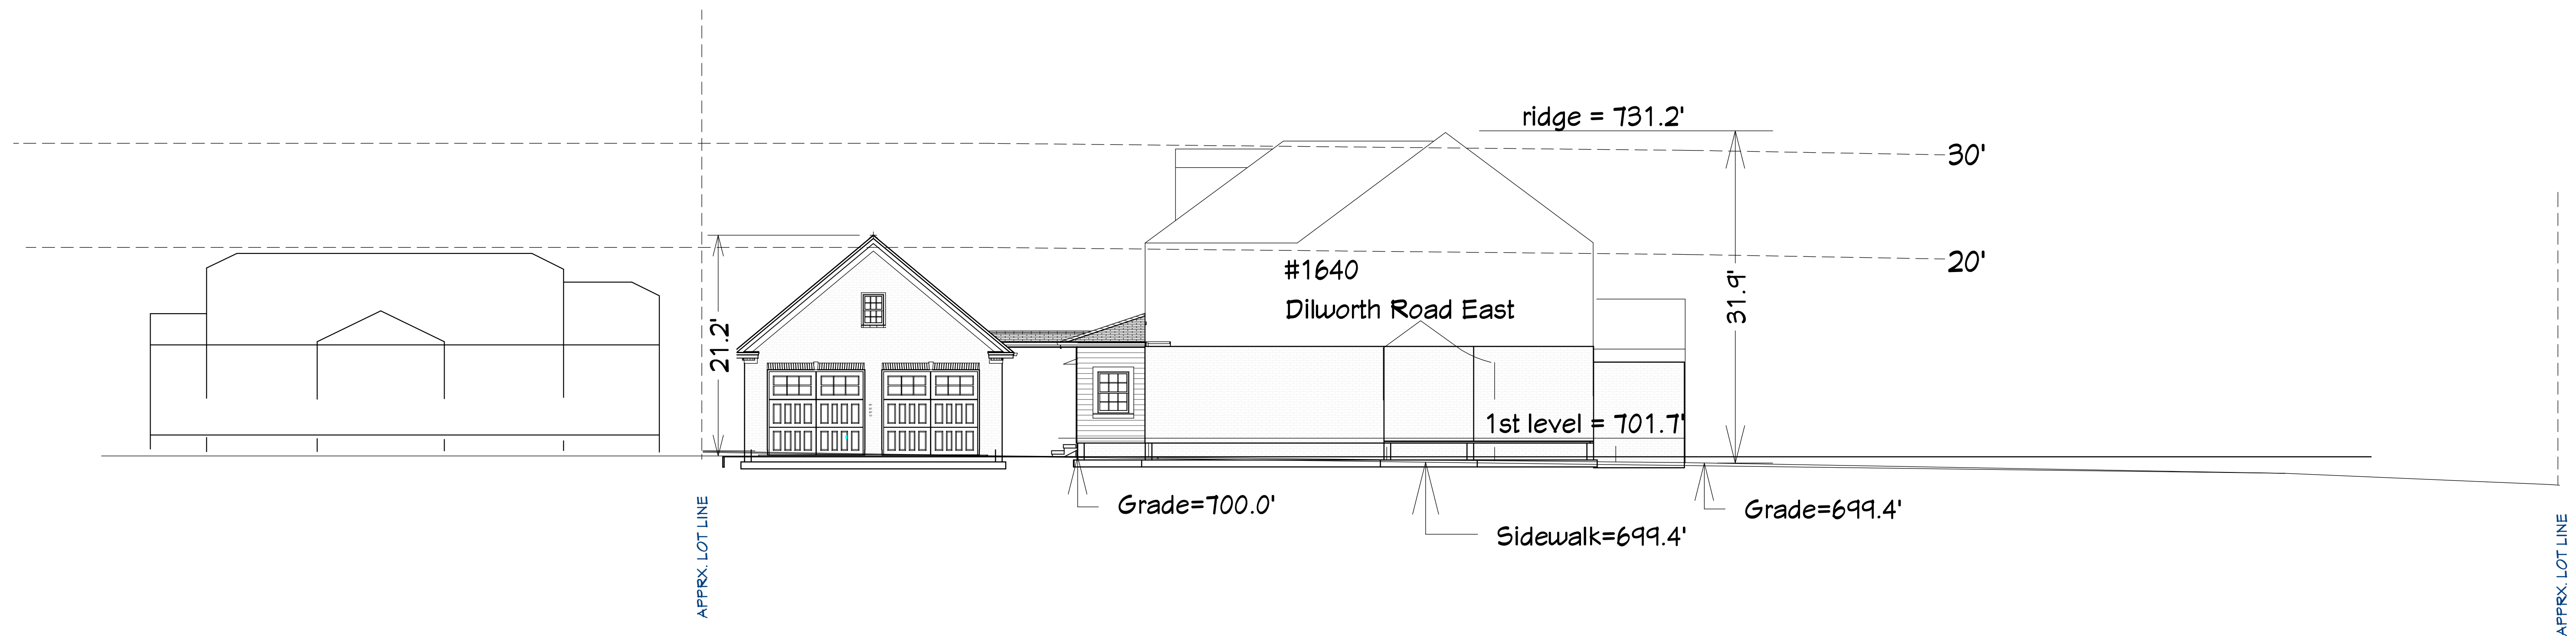 ridge = 731.2'
30'
20'
#1640
Dilworth Road East
31.9'
21.2'
1st level = 701.7'
Grade=700.0'
Sidewalk=699.4'
Grade=699.4'
APPRX. LOT LINE
APPRX. LOT LINE